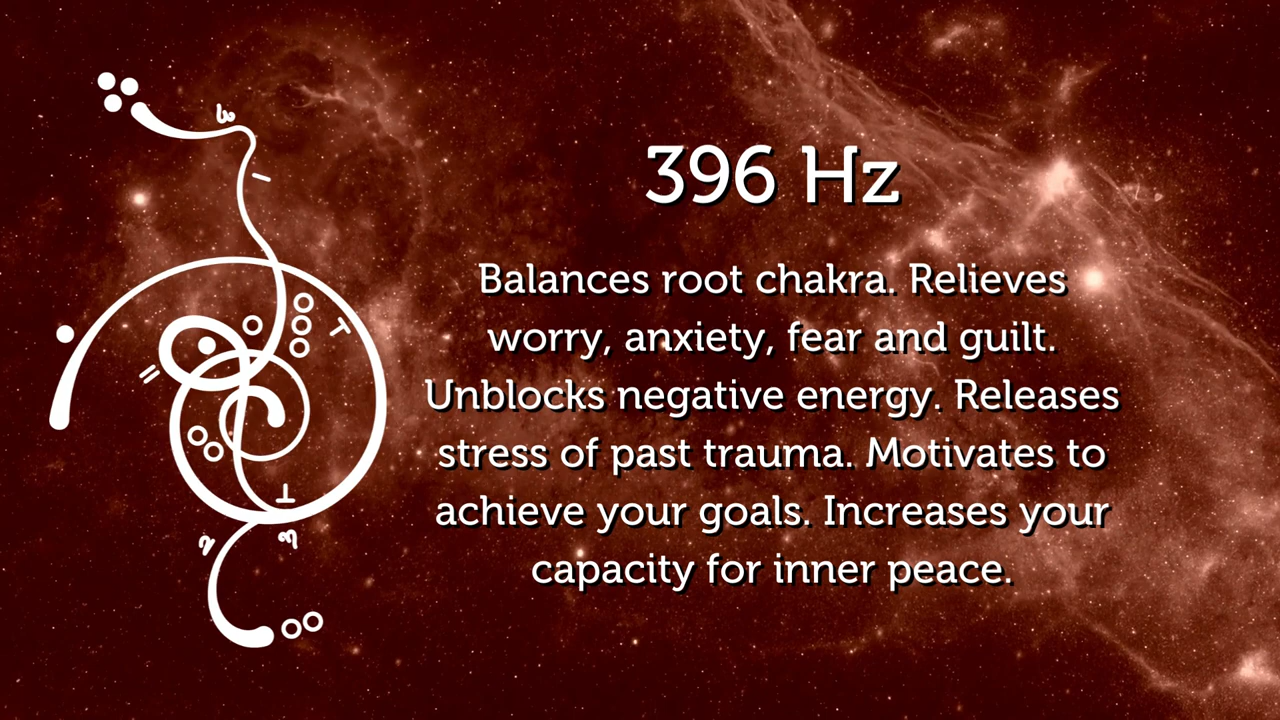 396 Hz
Balances root chakra. Relieves
worry, anxiety, fear and guilt.
Unblocks negative energy. Releases
stress of past trauma. Motivates to
achieve your goals. Increases your
capacity for inner peace.